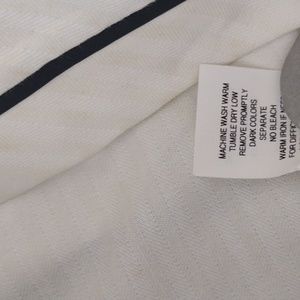 MACHINE WASH WARM
TUMBLE DRY LOW
REMOVE PROMPTLY
DARK COLORS
SEPARATE
NO BLEACH
WARM IRON IF
FOR